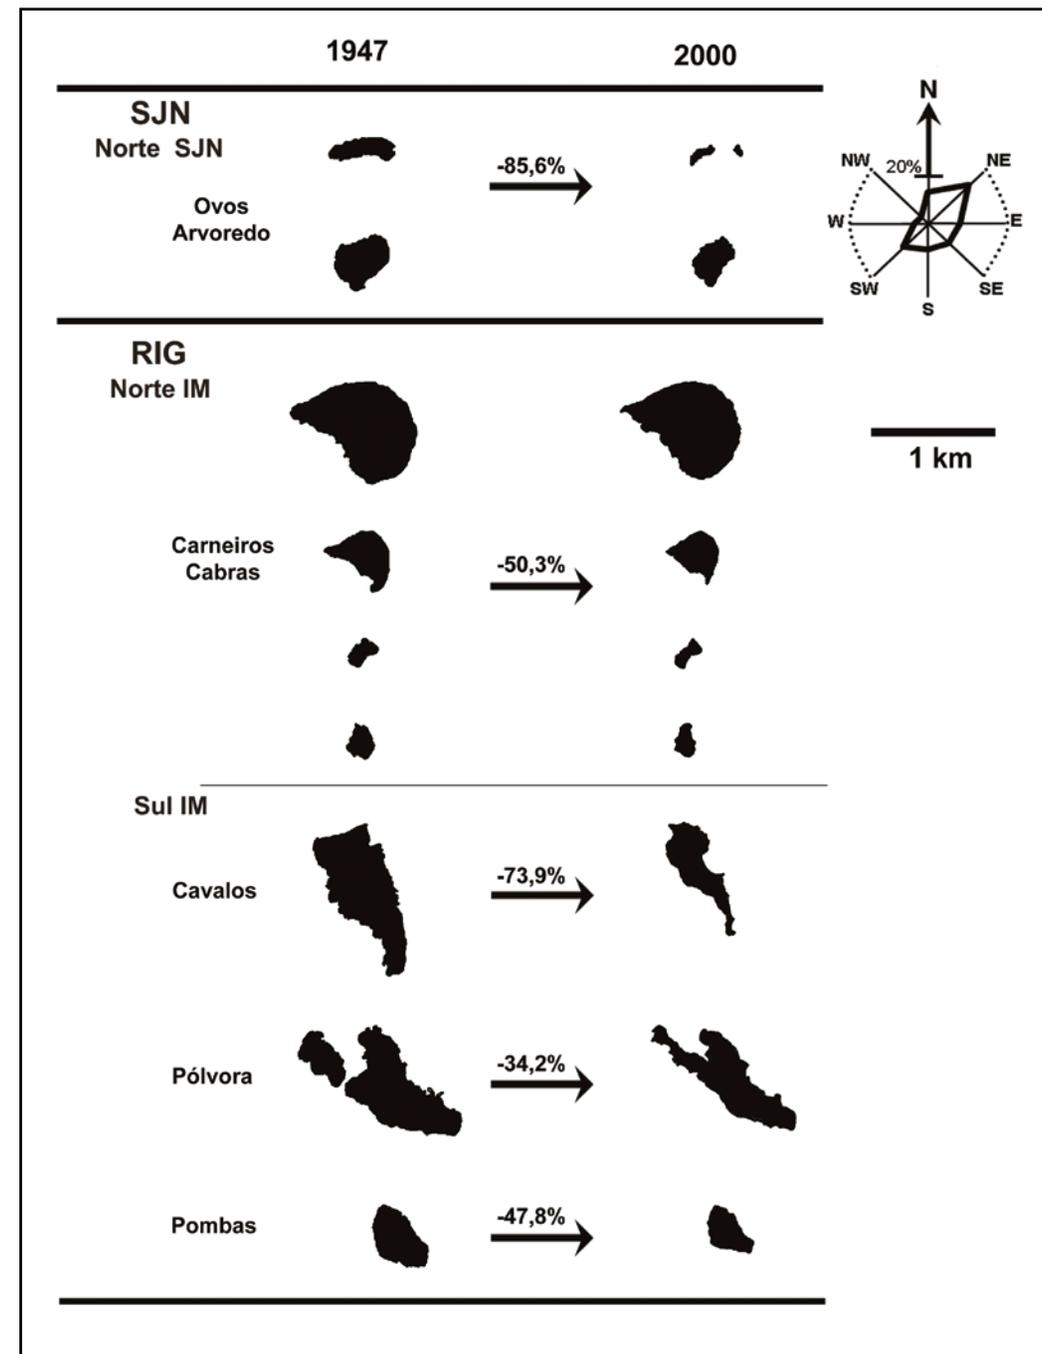 1947
2000
SJN
Norte SJN
-85,6%
Ovos
Arvoredo
N
NW
20%
NE
W
E
SW
SE
S
RIG
Norte IM
1 km
Carneiros
Cabras
-50,3%
Sul IM
Cavalos
-73,9%
Pólvora
-34,2%
Pombas
-47,8%